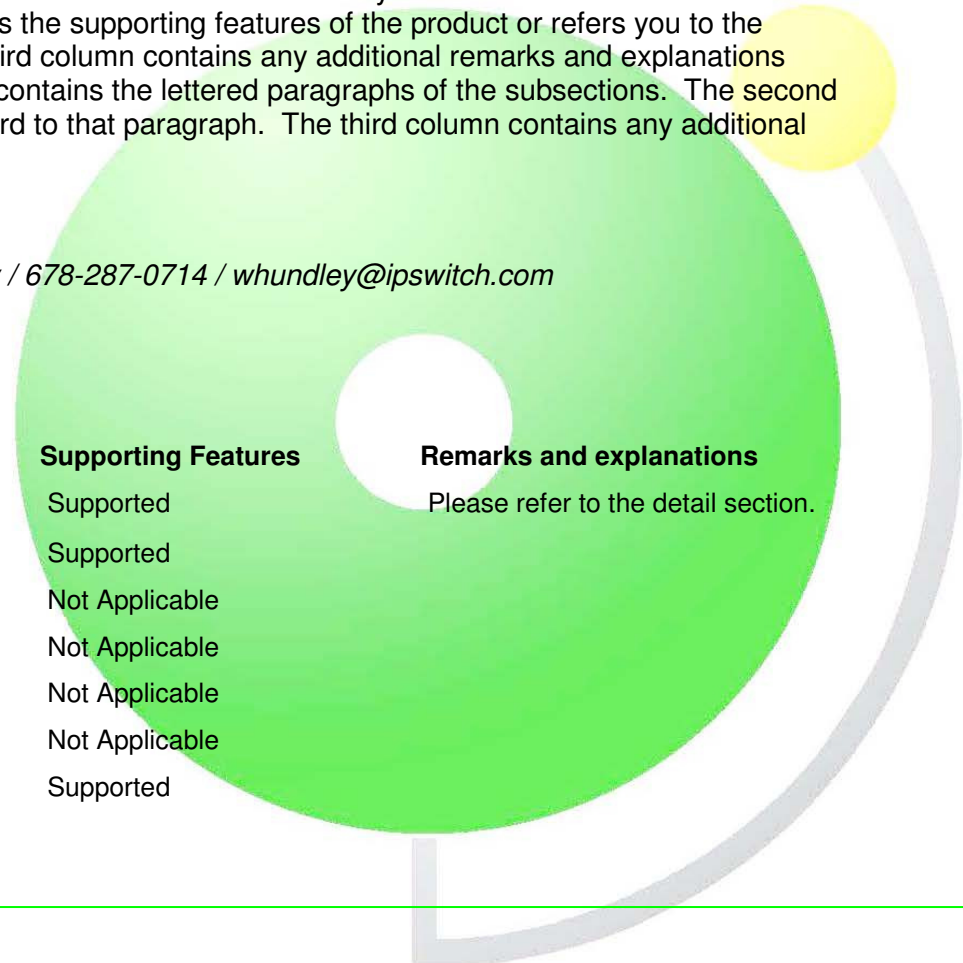 s the supporting features of the product or refers you to the
ird column contains any additional remarks and explanations
contains the lettered paragraphs of the subsections. The second
rd to that paragraph. The third column contains any additional
/ 678-287-0714 / whundley@ipswitch.com
Supporting Features Remarks and explanations
Supported Please refer to the detail section.
Supported
Not Applicable
Not Applicable
Not Applicable
Not Applicable
Supported